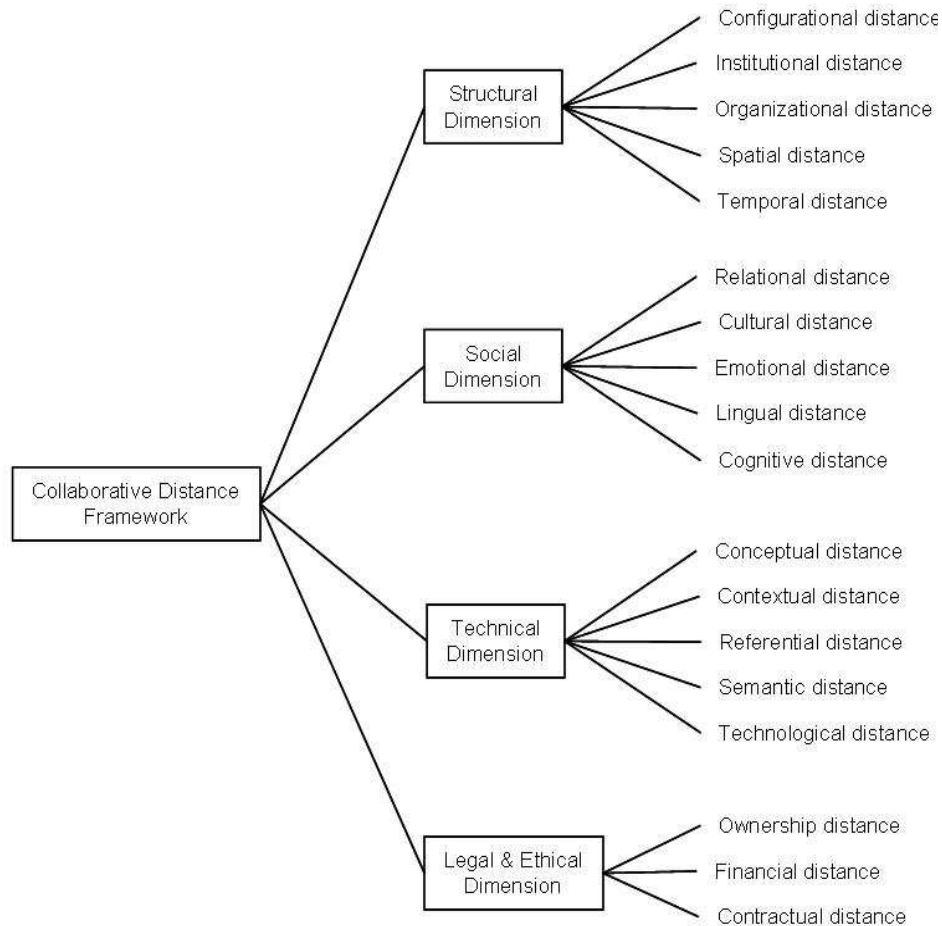 Configurational distance
Institutional distance
Structural
Dimension
Organizational distance
Spatial distance
Temporal distance
Relational distance
Cultural distance
Social
Dimension
Emotional distance
Lingual distance
Cognitive distance
Collaborative Distance
Framework
Conceptual distance
Contextual distance
Technical
Dimension
Referential distance
Semantic distance
Technological distance
Ownership distance
Legal & Ethical
Dimension
Financial distance
Contractual distance